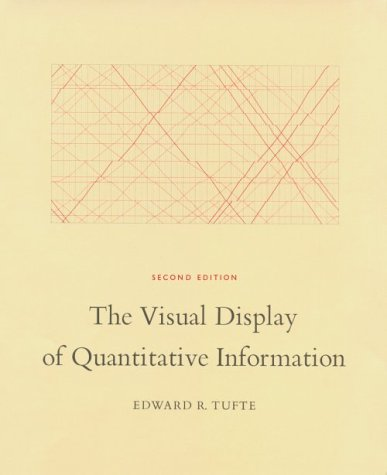 SECOND EDITION
The Visual Display
of Quantitative Information
EDWARD R. TUFTE